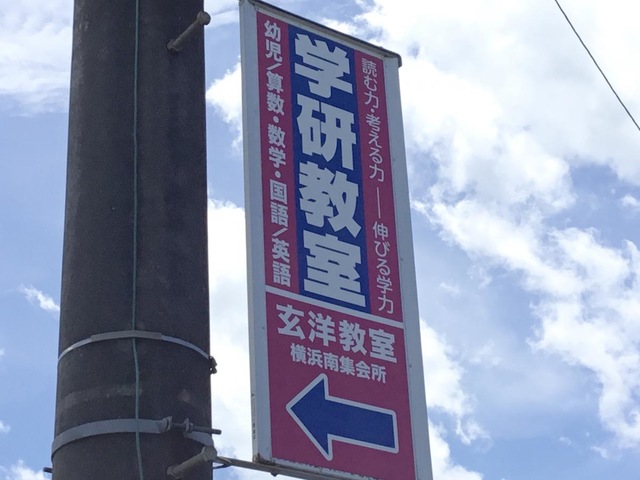 読む力・考える力──伸びる学力
学研教室
幼児/算数・数学・国語/英語
玄洋教室
横浜南集会所